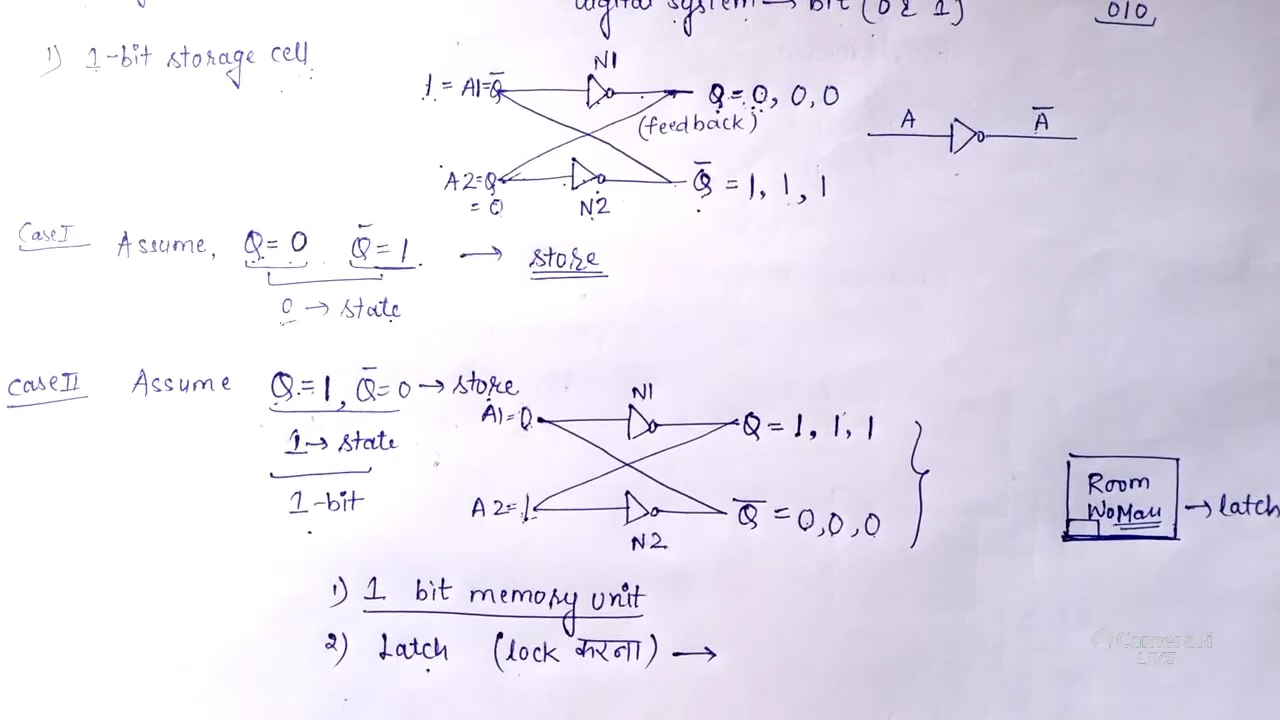 digital system → bit (0 & 1) 010
1) 1-bit storage cell
N1
1 = A1 = Q̅
Q = 0, 0, 0
(feedback)
A
A̅
A2 = Q
= 0
N2
Q̅ = 1, 1, 1
Case I Assume, Q = 0 Q̅ = 1. → store
0 → state
Case II Assume Q = 1, Q̅ = 0 → store
1 → state
1-bit
N1
A1 = 0
Q = 1, 1, 1
A2 = 1
N2
Q̅ = 0, 0, 0
Room
WoMan
→ latch
1) 1 bit memory unit
2) Latch (lock करना) →
LIVE